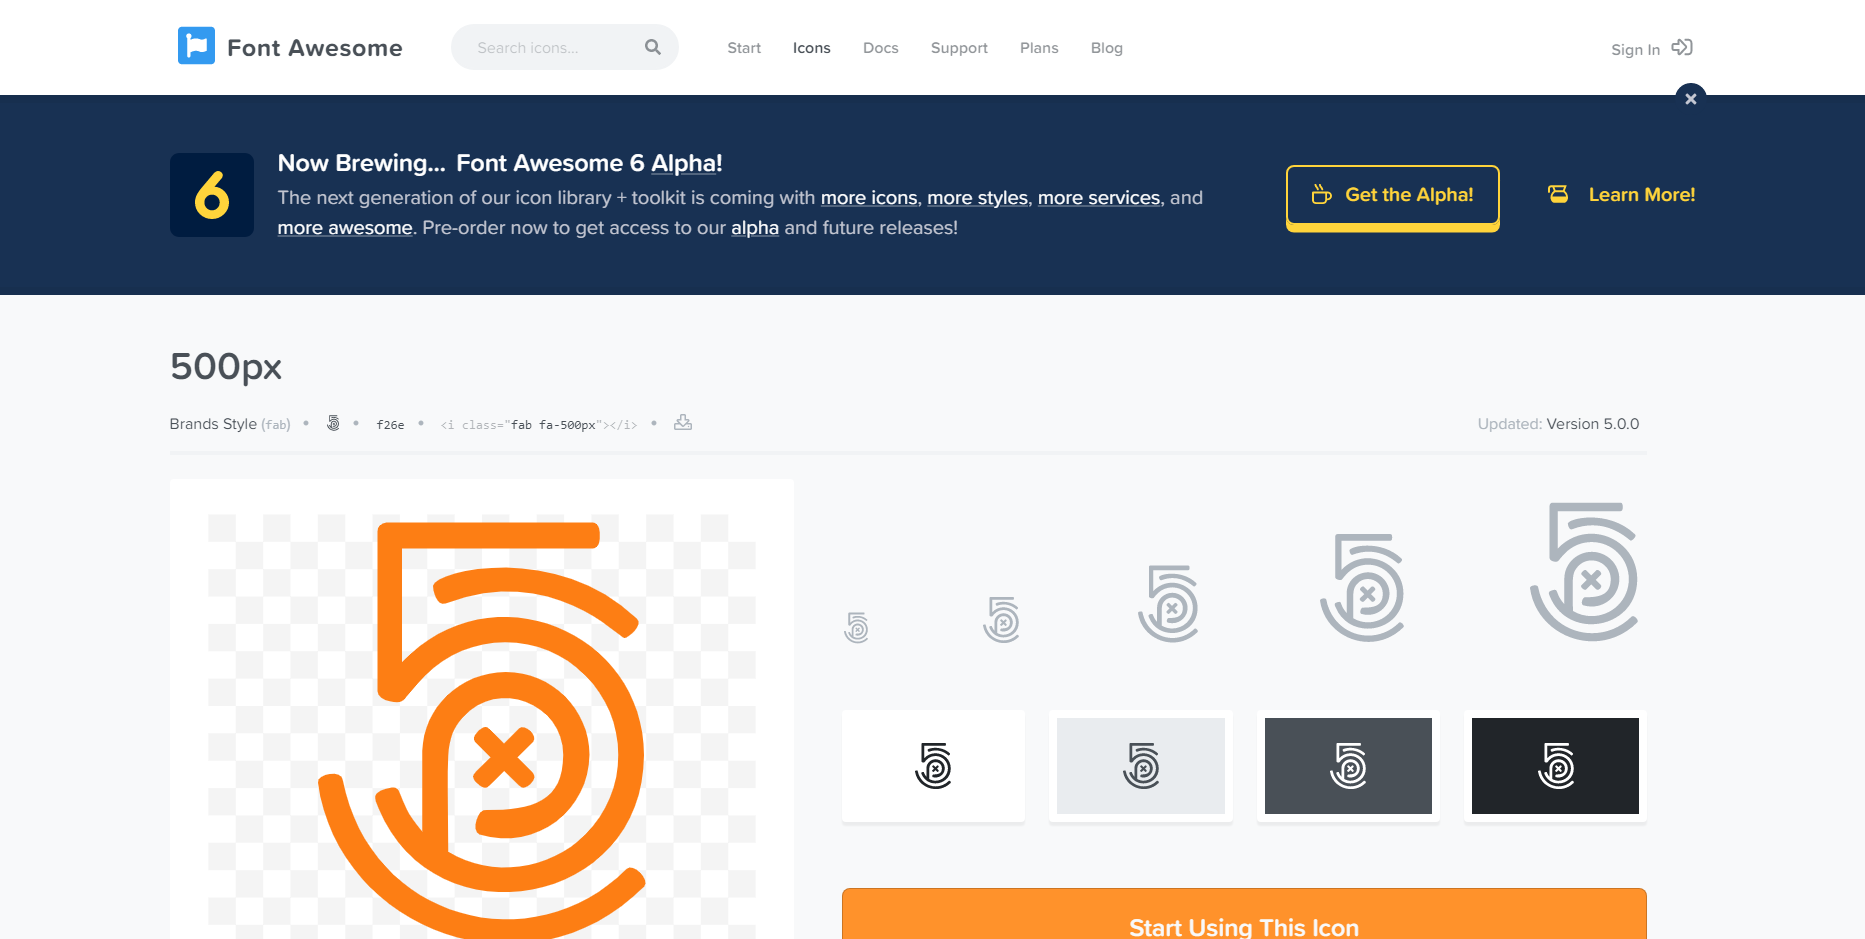 Font Awesome
Search icons...
Start
Icons
Docs
Support
Plans
Blog
Sign In
6
Now Brewing... Font Awesome 6 Alpha!
The next generation of our icon library + toolkit is coming with more icons, more styles, more services, and
more awesome. Pre-order now to get access to our alpha and future releases!
Get the Alpha!
Learn More!
500px
Brands Style (fab) • • f26e • <i class="fab fa-500px"></i> •
Updated: Version 5.0.0
Start Using This Icon